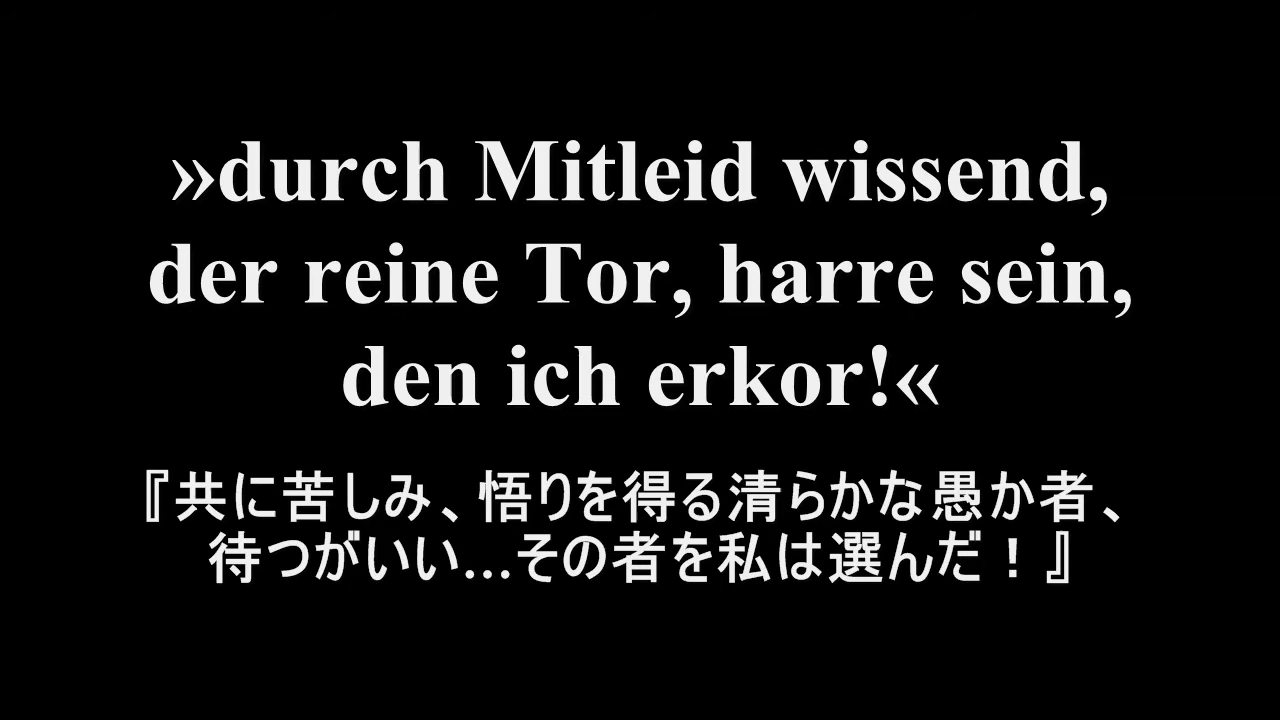 »durch Mitleid wissend,
der reine Tor, harre sein,
den ich erkor!«
『共に苦しみ、悟りを得る清らかな愚か者、
待つがいい...その者を私は選んだ！』